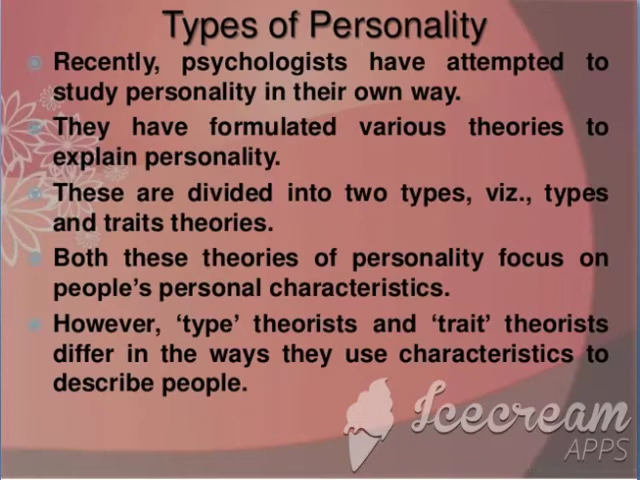 Types of Personality
Recently, psychologists have attempted to
study personality in their own way.
They have formulated various theories to
explain personality.
These are divided into two types, viz., types
and traits theories.
Both these theories of personality focus on
people's personal characteristics.
However, ‘type’ theorists and ‘trait’ theorists
differ in the ways they use characteristics to
describe people.
Icecream
APPS